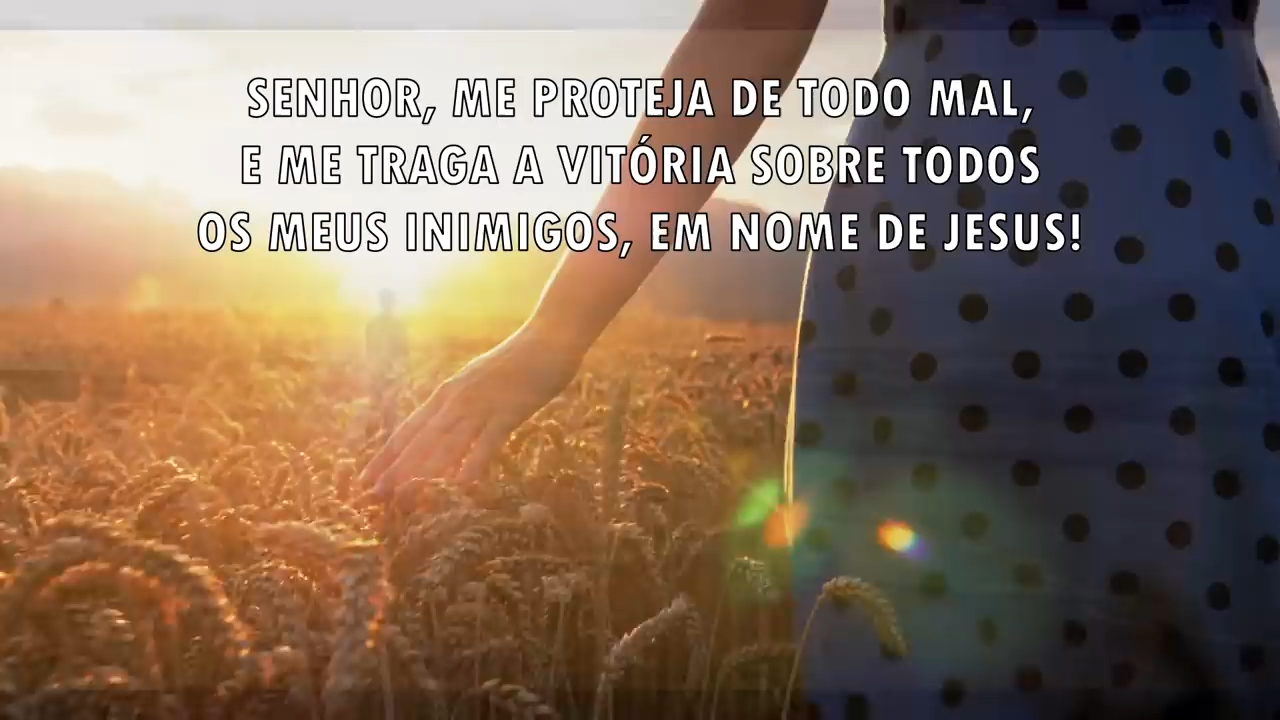 SENHOR, ME PROTEJA DE TODO MAL,
E ME TRAGA A VITÓRIA SOBRE TODOS
OS MEUS INIMIGOS, EM NOME DE JESUS!